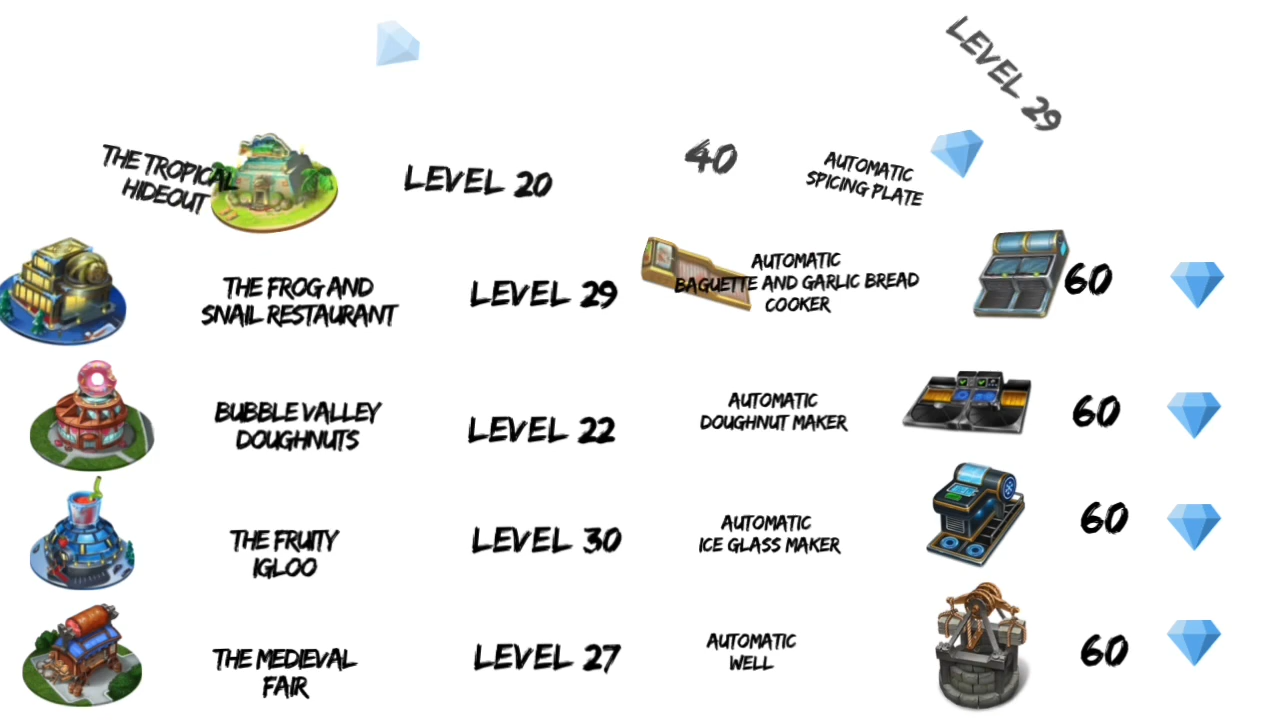 LEVEL 29
THE TROPICAL
HIDEOUT
LEVEL 20
40
AUTOMATIC
SPICING PLATE
THE FROG AND
SNAIL RESTAURANT
LEVEL 29
AUTOMATIC
BAGUETTE AND GARLIC BREAD
COOKER
60
BUBBLE VALLEY
DOUGHNUTS
LEVEL 22
AUTOMATIC
DOUGHNUT MAKER
60
THE FRUITY
IGLOO
LEVEL 30
AUTOMATIC
ICE GLASS MAKER
60
THE MEDIEVAL
FAIR
LEVEL 27
AUTOMATIC
WELL
60